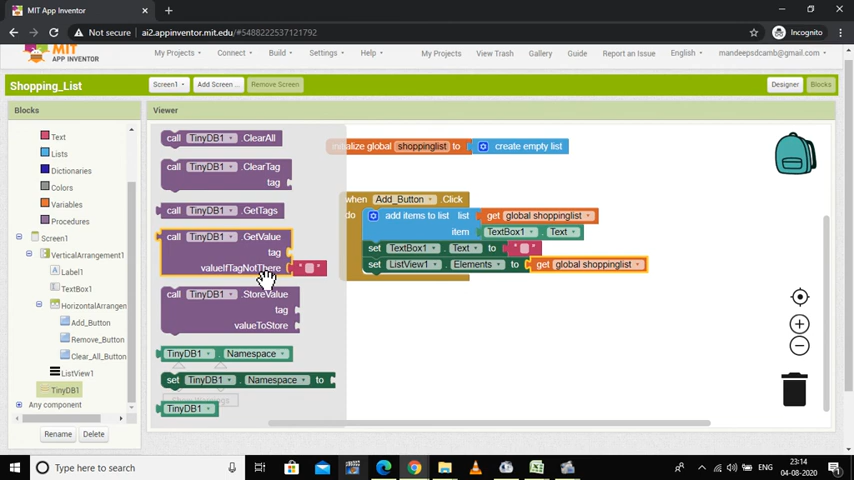 MIT App Inventor
Not secure ai2.appinventor.mit.edu/#5488222537121792
Incognito
MIT
APP INVENTOR
My Projects Connect Build Settings Help My Projects View Trash Gallery Guide Report an Issue English mandeepsdcamb@gmail.com
Shopping_List
Screen1 Add Screen ... Remove Screen Designer Blocks
Blocks
Viewer
Text
Lists
Dictionaries
Colors
Variables
Procedures
Screen1
VerticalArrangement1
Label1
TextBox1
HorizontalArrangem
Add_Button
Remove_Button
Clear_All_Button
ListView1
TinyDB1
Any component
Rename Delete
call TinyDB1 .ClearAll
call TinyDB1 .ClearTag
tag
call TinyDB1 .GetTags
call TinyDB1 .GetValue
tag
valueIfTagNotThere " "
call TinyDB1 .StoreValue
tag
valueToStore
TinyDB1 . Namespace
set TinyDB1 . Namespace to
Show Warnings
TinyDB1
initialize global shoppinglist to create empty list
when Add_Button .Click
do add items to list list get global shoppinglist
item TextBox1 . Text
set TextBox1 . Text to " "
set ListView1 . Elements to get global shoppinglist
Type here to search
ENG
23:14
04-08-2020